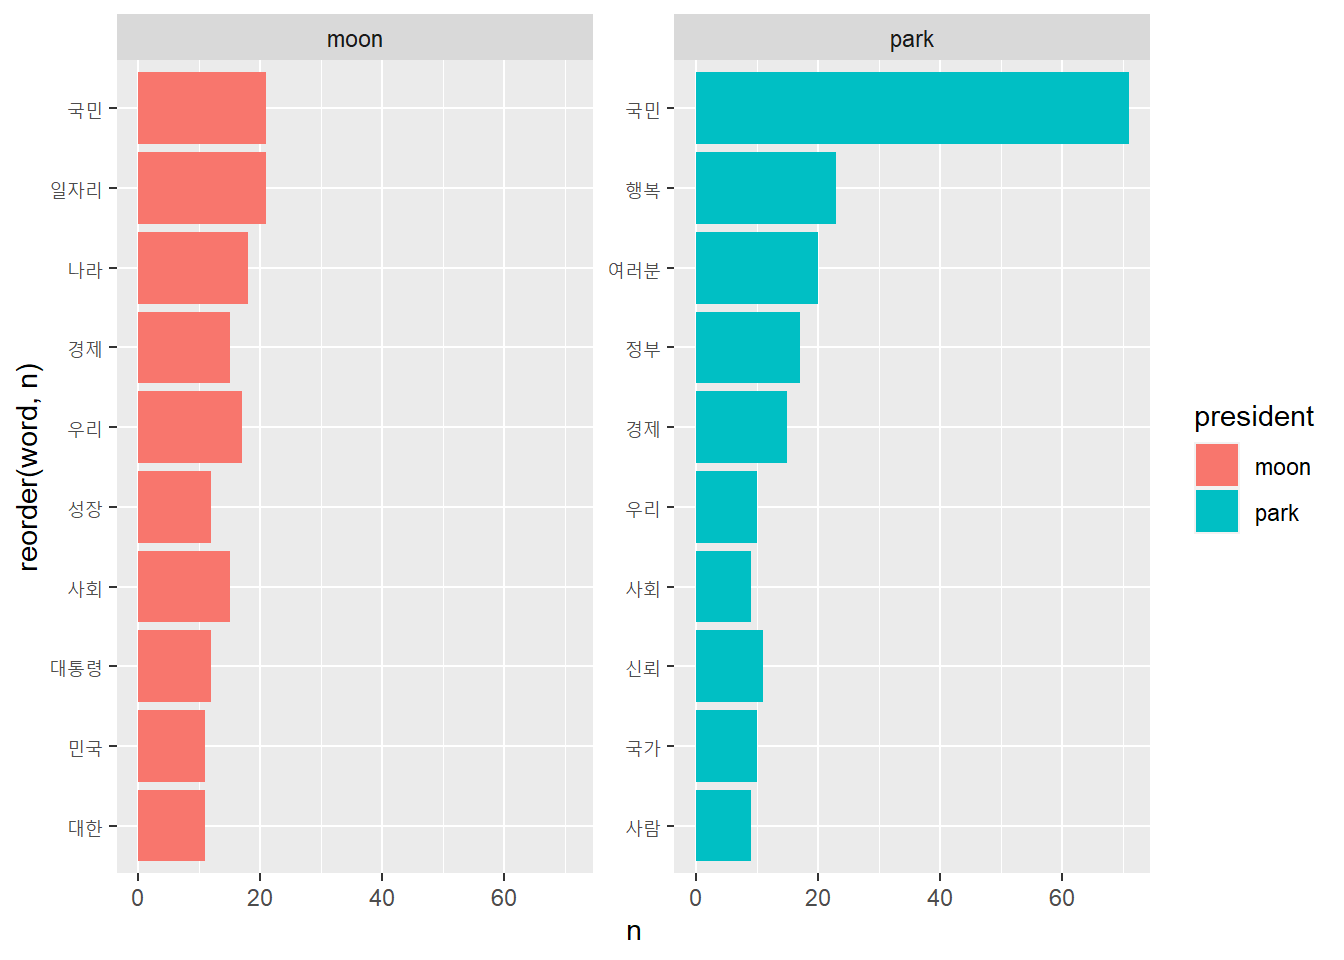 moon
park
국민
일자리
나라
경제
우리
성장
사회
대통령
민국
대한
국민
행복
여러분
정부
경제
우리
사회
신뢰
국가
사람
0 20 40 60
0 20 40 60
n
reorder(word, n)
president
moon
park